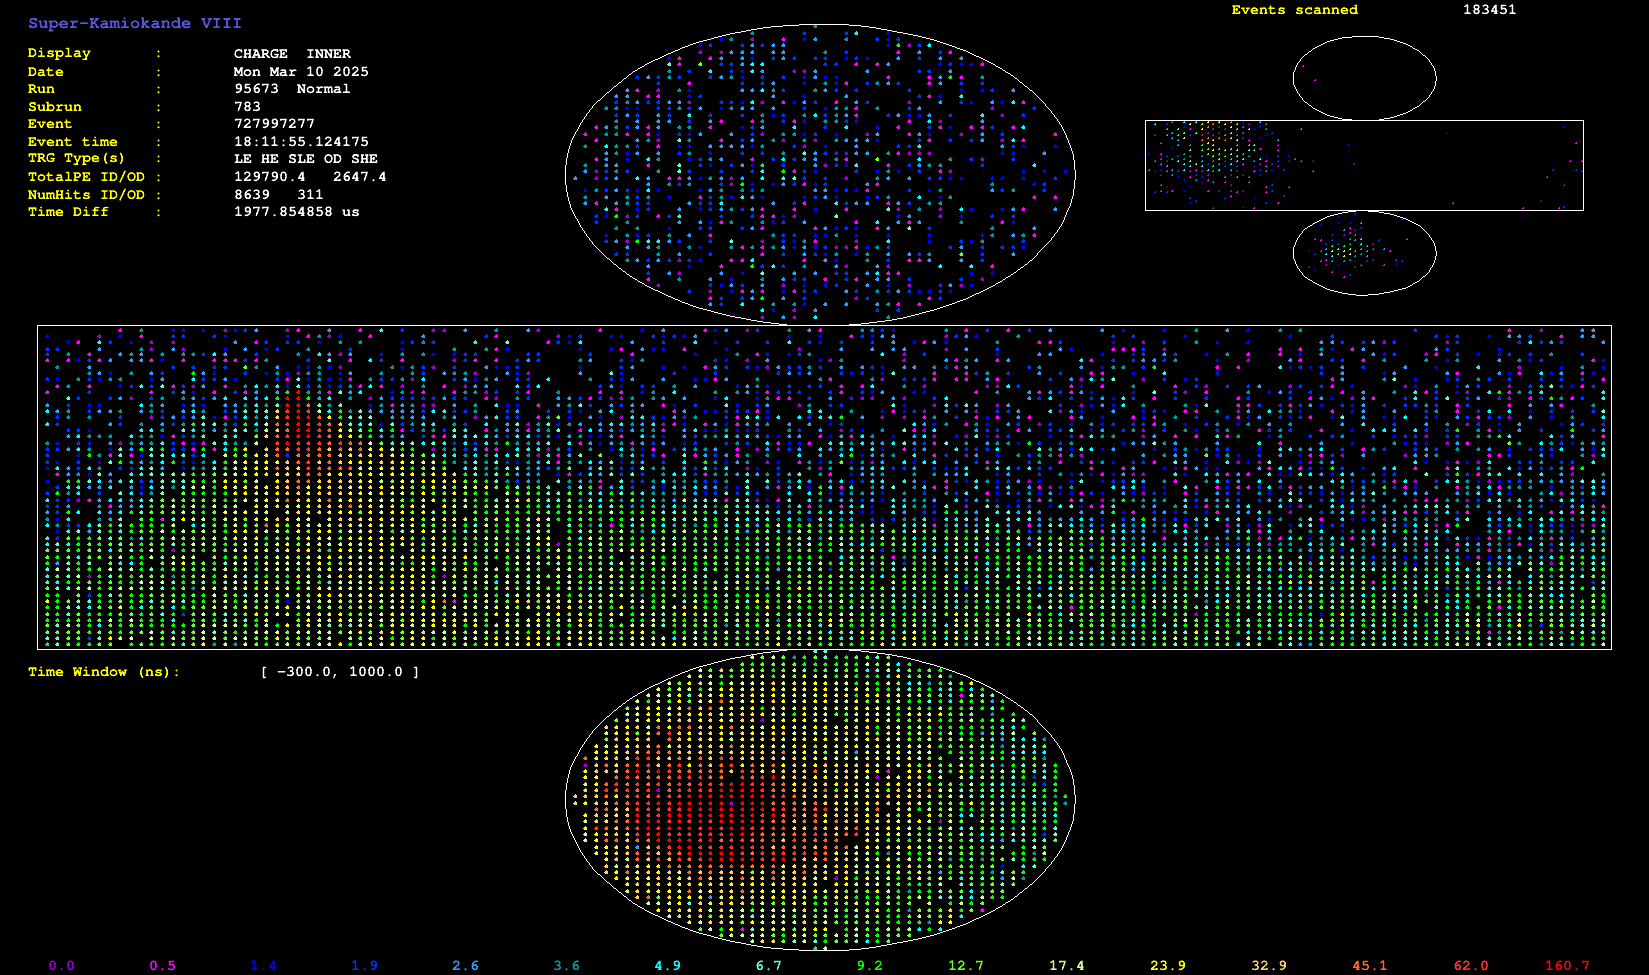 Super-Kamiokande VIII
Events scanned 183451
Display : CHARGE INNER
Date : Mon Mar 10 2025
Run : 95673 Normal
Subrun : 783
Event : 727997277
Event time : 18:11:55.124175
TRG Type(s) : LE HE SLE OD SHE
TotalPE ID/OD : 129790.4 2647.4
NumHits ID/OD : 8639 311
Time Diff : 1977.854858 us
Time Window (ns): [ -300.0, 1000.0 ]
0.0 0.5 1.4 1.9 2.6 3.6 4.9 6.7 9.2 12.7 17.4 23.9 32.9 45.1 62.0 160.7